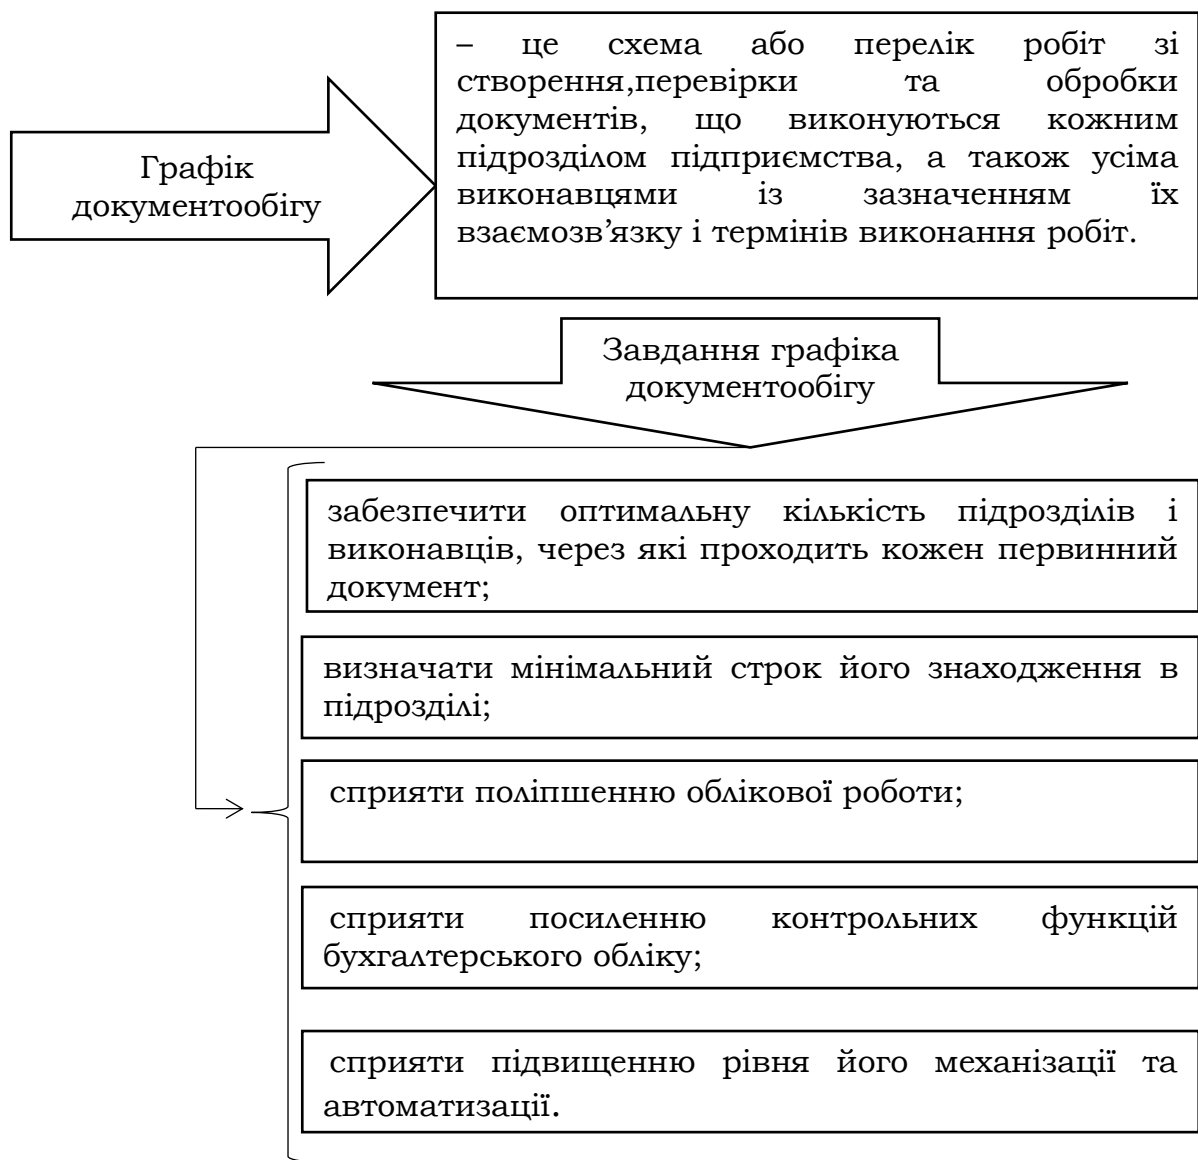 Графік
документообігу
– це схема або перелік робіт зі
створення,перевірки та обробки
документів, що виконуються кожним
підрозділом підприємства, а також усіма
виконавцями із зазначенням їх
взаємозв’язку і термінів виконання робіт.
Завдання графіка
документообігу
забезпечити оптимальну кількість підрозділів і
виконавців, через які проходить кожен первинний
документ;
визначати мінімальний строк його знаходження в
підрозділі;
сприяти поліпшенню облікової роботи;
сприяти посиленню контрольних функцій
бухгалтерського обліку;
сприяти підвищенню рівня його механізації та
автоматизації.